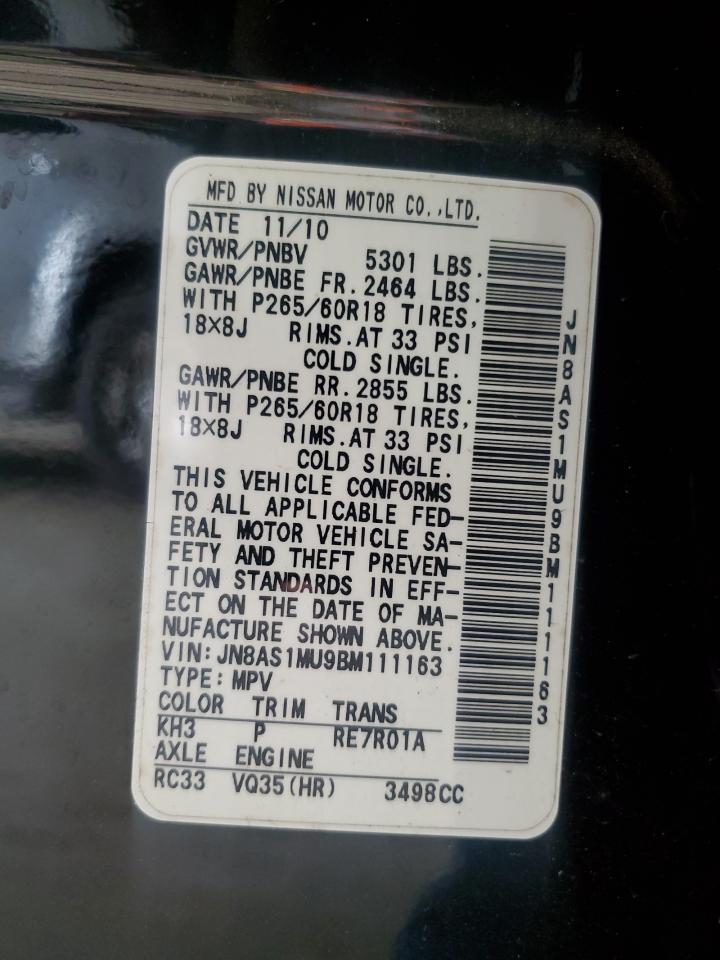 MFD BY NISSAN MOTOR CO.,LTD.
DATE 11/10
GVWR/PNBV 5301 LBS.
GAWR/PNBE FR. 2464 LBS.
WITH P265/60R18 TIRES,
18X8J RIMS. AT 33 PSI
COLD SINGLE.
GAWR/PNBE RR. 2855 LBS.
WITH P265/60R18 TIRES,
18X8J RIMS. AT 33 PSI
COLD SINGLE.
THIS VEHICLE CONFORMS
TO ALL APPLICABLE FED-
ERAL MOTOR VEHICLE SA-
FETY AND THEFT PREVEN-
TION STANDARDS IN EFF-
ECT ON THE DATE OF MA-
NUFACTURE SHOWN ABOVE.
VIN: JN8AS1MU9BM111163
TYPE: MPV
COLOR TRIM TRANS
KH3 P RE7R01A
AXLE ENGINE
RC33 VQ35(HR) 3498CC
JN8AS1MU9BM111163